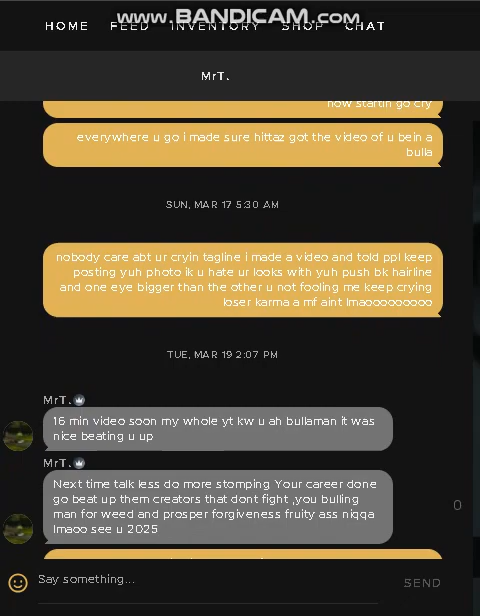 www.BANDICAM.com
HOME FEED INVENTORY SHOP CHAT
MrT.
now startin go cry
everywhere u go i made sure hittaz got the video of u bein a
bulla
SUN, MAR 17 5:30 AM
nobody care abt ur cryin tagline i made a video and told ppl keep
posting yuh photo ik u hate ur looks with yuh push bk hairline
and one eye bigger than the other u not fooling me keep crying
loser karma a mf aint lmaooooooooo
TUE, MAR 19 2:07 PM
MrT.
16 min video soon my whole yt kw u ah bullaman it was
nice beating u up
MrT.
Next time talk less do more stomping Your career done
go beat up them creators that dont fight ,you bulling
man for weed and prosper forgiveness fruity ass niqqa
lmaoo see u 2025
0
Say something...
SEND